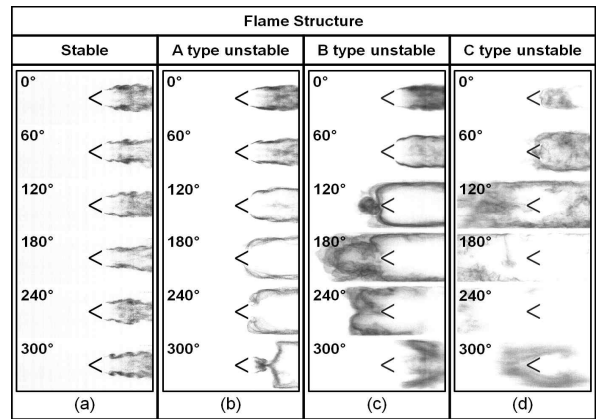 Flame Structure
Stable A type unstable B type unstable C type unstable
0° 0° 0° 0°
60° 60° 60° 60°
120° 120° 120° 120°
180° 180° 180° 180°
240° 240° 240° 240°
300° 300° 300° 300°
(a) (b) (c) (d)